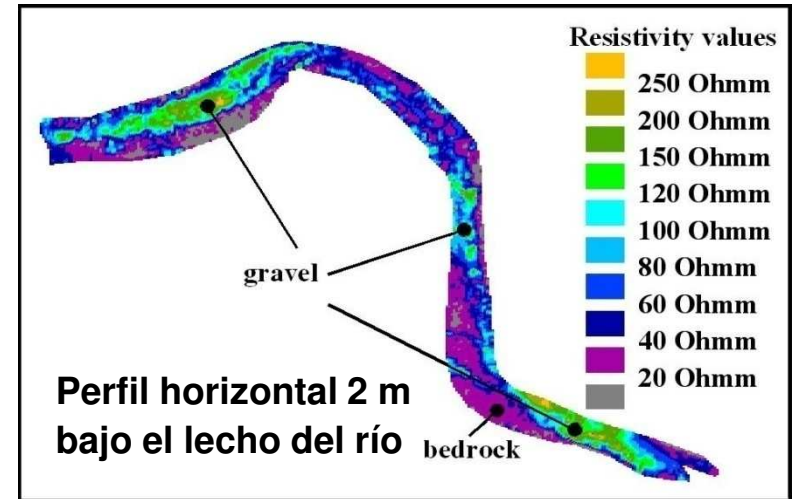 Resistivity values
250 Ohmm
200 Ohmm
150 Ohmm
120 Ohmm
100 Ohmm
80 Ohmm
60 Ohmm
40 Ohmm
20 Ohmm
gravel
bedrock
Perfil horizontal 2 m
bajo el lecho del río